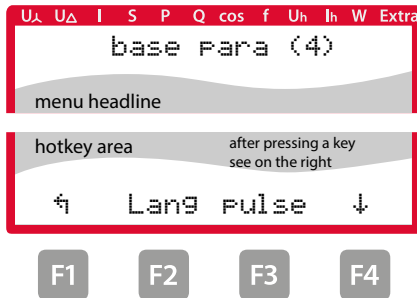 U⅄ U△ I S P Q cos f Uh Ih W Extra
base para (4)
menu headline
hotkey area
after pressing a key
see on the right
↰ Lang pulse ↓
F1 F2 F3 F4